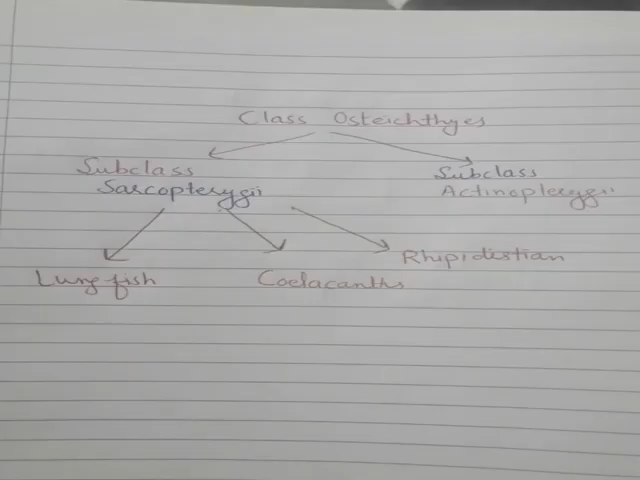 Class Osteichthyes
Subclass
Sarcopterygii
Subclass
Actinopterygii
Lung fish
Coelacanths
Rhipidistian